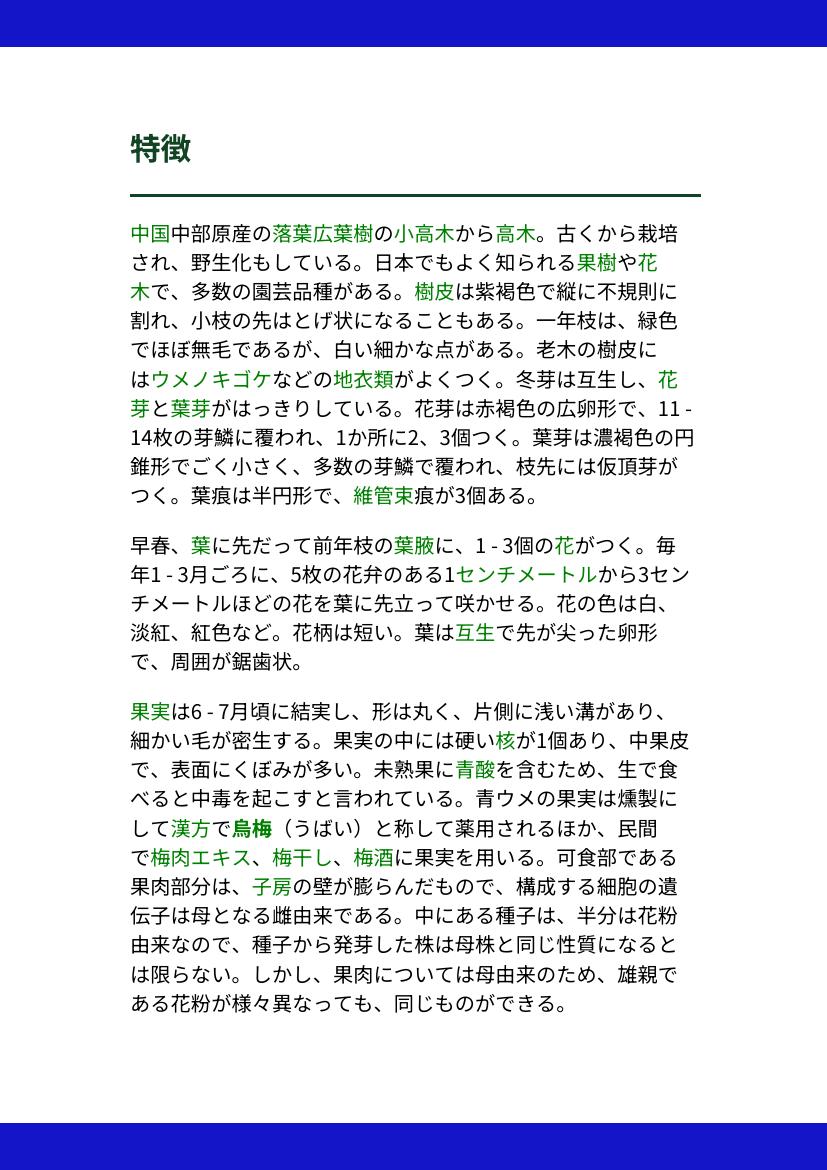 特徴
中国中部原産の落葉広葉樹の小高木から高木。古くから栽培
され、野生化もしている。日本でもよく知られる果樹や花
木で、多数の園芸品種がある。樹皮は紫褐色で縦に不規則に
割れ、小枝の先はとげ状になることもある。一年枝は、緑色
でほぼ無毛であるが、白い細かな点がある。老木の樹皮に
はウメノキゴケなどの地衣類がよくつく。冬芽は互生し、花
芽と葉芽がはっきりしている。花芽は赤褐色の広卵形で、11 -
14枚の芽鱗に覆われ、1か所に2、3個つく。葉芽は濃褐色の円
錐形でごく小さく、多数の芽鱗で覆われ、枝先には仮頂芽が
つく。葉痕は半円形で、維管束痕が3個ある。
早春、葉に先だって前年枝の葉腋に、1 - 3個の花がつく。毎
年1 - 3月ごろに、5枚の花弁のある1センチメートルから3セン
チメートルほどの花を葉に先立って咲かせる。花の色は白、
淡紅、紅色など。花柄は短い。葉は互生で先が尖った卵形
で、周囲が鋸歯状。
果実は6 - 7月頃に結実し、形は丸く、片側に浅い溝があり、
細かい毛が密生する。果実の中には硬い核が1個あり、中果皮
で、表面にくぼみが多い。未熟果に青酸を含むため、生で食
べると中毒を起こすと言われている。青ウメの果実は燻製に
して漢方で烏梅（うばい）と称して薬用されるほか、民間
で梅肉エキス、梅干し、梅酒に果実を用いる。可食部である
果肉部分は、子房の壁が膨らんだもので、構成する細胞の遺
伝子は母となる雌由来である。中にある種子は、半分は花粉
由来なので、種子から発芽した株は母株と同じ性質になると
は限らない。しかし、果肉については母由来のため、雄親で
ある花粉が様々異なっても、同じものができる。